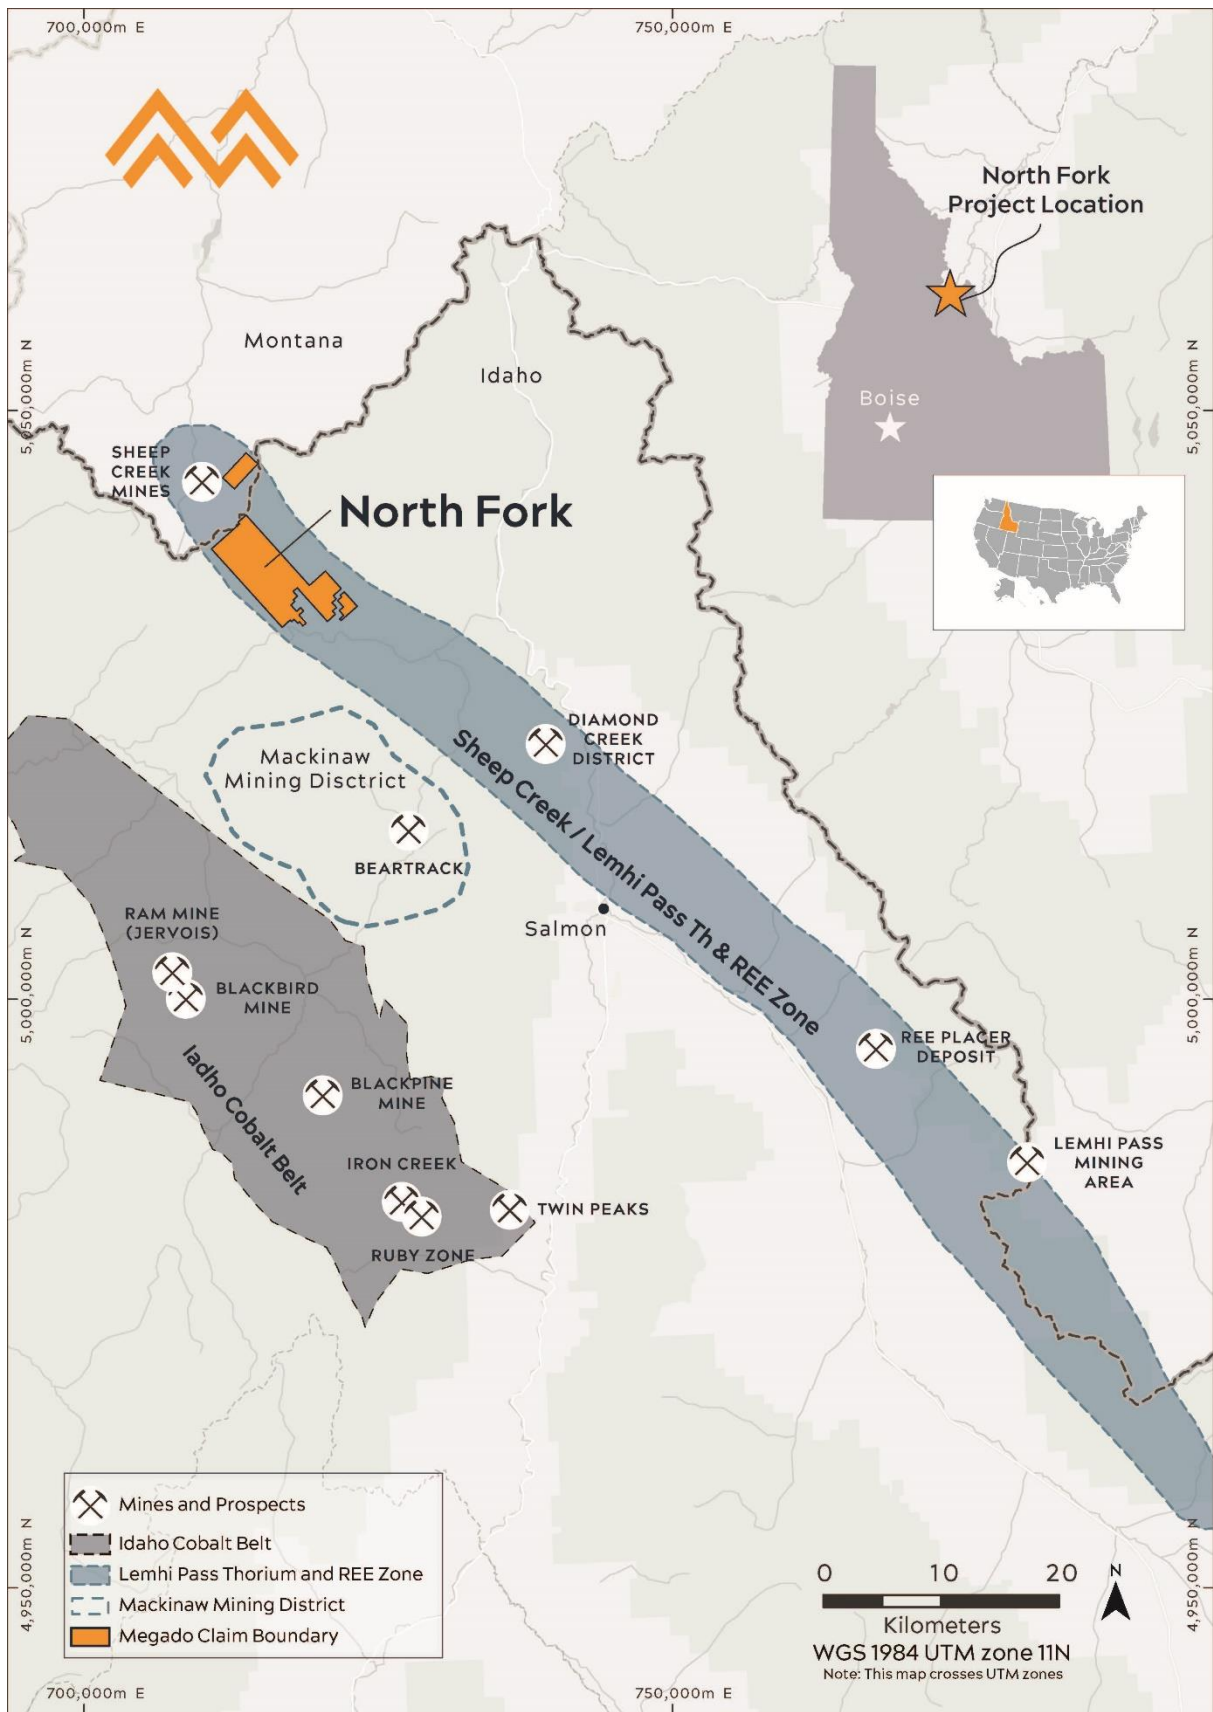 700,000m E
750,000m E
North Fork
Project Location
Montana
Idaho
Boise
5,050,000m N
5,050,000m N
SHEEP
CREEK
MINES
North Fork
DIAMOND
CREEK
DISTRICT
Mackinaw
Mining Disctrict
BEARTRACK
Sheep Creek / Lemhi Pass Th & REE Zone
Salmon
RAM MINE
(JERVOIS)
BLACKBIRD
MINE
5,000,000m N
5,000,000m N
REE PLACER
DEPOSIT
BLACKPINE
MINE
Iadho Cobalt Belt
LEMHI PASS
MINING
AREA
IRON CREEK
TWIN PEAKS
RUBY ZONE
Mines and Prospects
Idaho Cobalt Belt
Lemhi Pass Thorium and REE Zone
Mackinaw Mining District
Megado Claim Boundary
4,950,000m N
4,950,000m N
0 10 20
Kilometers
N
WGS 1984 UTM zone 11N
Note: This map crosses UTM zones
700,000m E
750,000m E